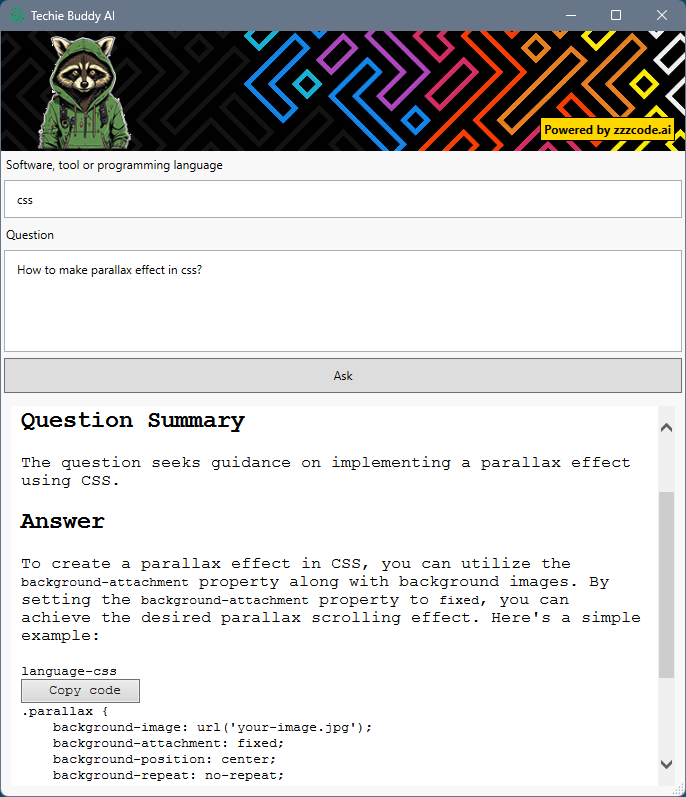 Techie Buddy AI
Powered by zzzcode.ai
Software, tool or programming language
css
Question
How to make parallax effect in css?
Ask
Question Summary
The question seeks guidance on implementing a parallax effect
using CSS.
Answer
To create a parallax effect in CSS, you can utilize the
background-attachment property along with background images. By
setting the background-attachment property to fixed, you can
achieve the desired parallax scrolling effect. Here's a simple
example:
language-css
Copy code
.parallax {
    background-image: url('your-image.jpg');
    background-attachment: fixed;
    background-position: center;
    background-repeat: no-repeat;